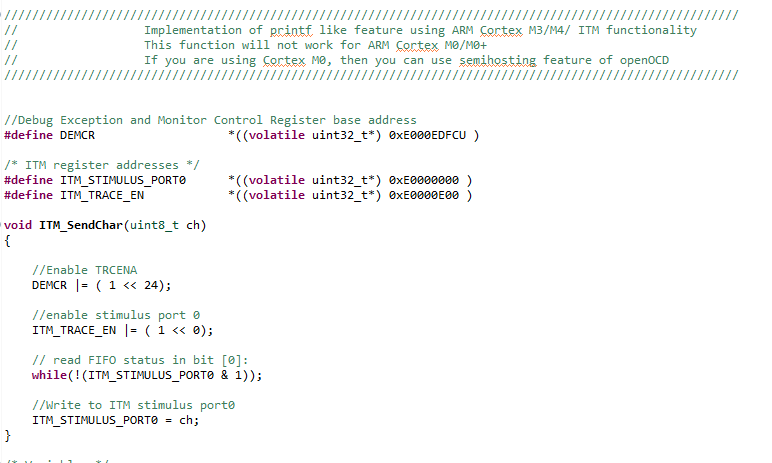 ////////////////////////////////////////////////////////////////////////////////////////////////////////
// Implementation of printf like feature using ARM Cortex M3/M4/ ITM functionality
// This function will not work for ARM Cortex M0/M0+
// If you are using Cortex M0, then you can use semihosting feature of openOCD
////////////////////////////////////////////////////////////////////////////////////////////////////////
//Debug Exception and Monitor Control Register base address
#define DEMCR *((volatile uint32_t*) 0xE000EDFCU )
/* ITM register addresses */
#define ITM_STIMULUS_PORT0 *((volatile uint32_t*) 0xE0000000 )
#define ITM_TRACE_EN *((volatile uint32_t*) 0xE0000E00 )
void ITM_SendChar(uint8_t ch)
{
//Enable TRCENA
DEMCR |= ( 1 << 24);
//enable stimulus port 0
ITM_TRACE_EN |= ( 1 << 0);
// read FIFO status in bit [0]:
while(!(ITM_STIMULUS_PORT0 & 1));
//Write to ITM stimulus port0
ITM_STIMULUS_PORT0 = ch;
}